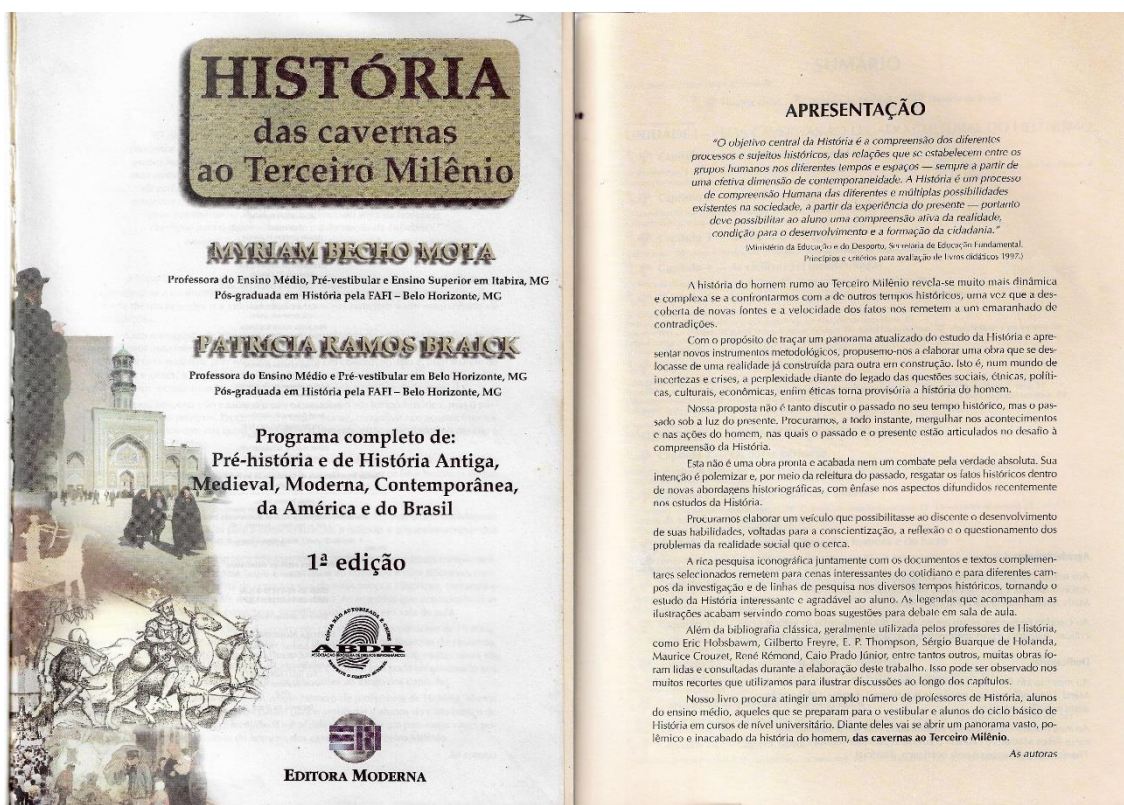 HISTÓRIA
das cavernas
ao Terceiro Milênio
MYRIAM BECHO MOTA
Professora do Ensino Médio, Pré-vestibular e Ensino Superior em Itabira, MG
Pós-graduada em História pela FAFI – Belo Horizonte, MG
PATRÍCIA RAMOS BRAICK
Professora do Ensino Médio e Pré-vestibular em Belo Horizonte, MG
Pós-graduada em História pela FAFI – Belo Horizonte, MG
Programa completo de:
Pré-história e de História Antiga,
Medieval, Moderna, Contemporânea,
da América e do Brasil
1ª edição
CÓPIA NÃO AUTORIZADA É CRIME
ABDR
ASSOCIAÇÃO BRASILEIRA DE DIREITOS REPROGRÁFICOS
RESPEITE O DIREITO AUTORAL
EDITORA MODERNA
APRESENTAÇÃO
"O objetivo central da História é a compreensão dos diferentes
processos e sujeitos históricos, das relações que se estabelecem entre os
grupos humanos nos diferentes tempos e espaços — sempre a partir de
uma efetiva dimensão de contemporaneidade. A História é um processo
de compreensão Humana das diferentes e múltiplas possibilidades
existentes na sociedade, a partir da experiência do presente — portanto
deve possibilitar ao aluno uma compreensão ativa da realidade,
condição para o desenvolvimento e a formação da cidadania."
(Ministério da Educação e do Desporto, Secretaria de Educação Fundamental.
Princípios e critérios para avaliação de livros didáticos 1997.)
A história do homem rumo ao Terceiro Milênio revela-se muito mais dinâmica
e complexa se a confrontarmos com a de outros tempos históricos, uma vez que a des-
coberta de novas fontes e a velocidade dos fatos nos remetem a um emaranhado de
contradições.
Com o propósito de traçar um panorama atualizado do estudo da História e apre-
sentar novos instrumentos metodológicos, propusemo-nos a elaborar uma obra que se des-
locasse de uma realidade já construída para outra em construção. Isto é, num mundo de
incertezas e crises, a perplexidade diante do legado das questões sociais, étnicas, políti-
cas, culturais, econômicas, enfim éticas torna provisória a história do homem.
Nossa proposta não é tanto discutir o passado no seu tempo histórico, mas o pas-
sado sob a luz do presente. Procuramos, a todo instante, mergulhar nos acontecimentos
e nas ações do homem, nas quais o passado e o presente estão articulados no desafio à
compreensão da História.
Esta não é uma obra pronta e acabada nem um combate pela verdade absoluta. Sua
intenção é polemizar e, por meio da releitura do passado, resgatar os fatos históricos dentro
de novas abordagens historiográficas, com ênfase nos aspectos difundidos recentemente
nos estudos da História.
Procuramos elaborar um veículo que possibilitasse ao discente o desenvolvimento
de suas habilidades, voltadas para a conscientização, a reflexão e o questionamento dos
problemas da realidade social que o cerca.
A rica pesquisa iconográfica juntamente com os documentos e textos complemen-
tares selecionados remetem para cenas interessantes do cotidiano e para diferentes cam-
pos da investigação e de linhas de pesquisa nos diversos tempos históricos, tornando o
estudo da História interessante e agradável ao aluno. As legendas que acompanham as
ilustrações acabam servindo como boas sugestões para debate em sala de aula.
Além da bibliografia clássica, geralmente utilizada pelos professores de História,
como Eric Hobsbawm, Gilberto Freyre, E. P. Thompson, Sérgio Buarque de Holanda,
Maurice Crouzet, René Rémond, Caio Prado Júnior, entre tantos outros, muitas obras fo-
ram lidas e consultadas durante a elaboração deste trabalho. Isso pode ser observado nos
muitos recortes que utilizamos para ilustrar discussões ao longo dos capítulos.
Nosso livro procura atingir um amplo número de professores de História, alunos
do ensino médio, aqueles que se preparam para o vestibular e alunos do ciclo básico de
História em cursos de nível universitário. Diante deles vai se abrir um panorama vasto, po-
lêmico e inacabado da história do homem, das cavernas ao Terceiro Milênio.
As autoras